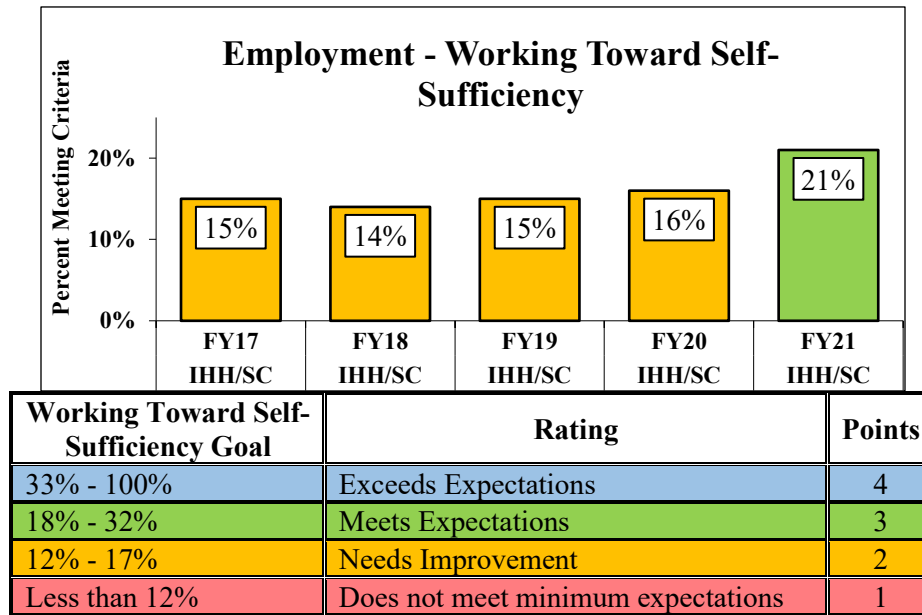 Employment - Working Toward Self-
Sufficiency
Percent Meeting Criteria
20%
10%
0%
15%
14%
15%
16%
21%
FY17 FY18 FY19 FY20 FY21
IHH/SC IHH/SC IHH/SC IHH/SC IHH/SC
Working Toward Self-
Sufficiency Goal Rating Points
33% - 100% Exceeds Expectations 4
18% - 32% Meets Expectations 3
12% - 17% Needs Improvement 2
Less than 12% Does not meet minimum expectations 1